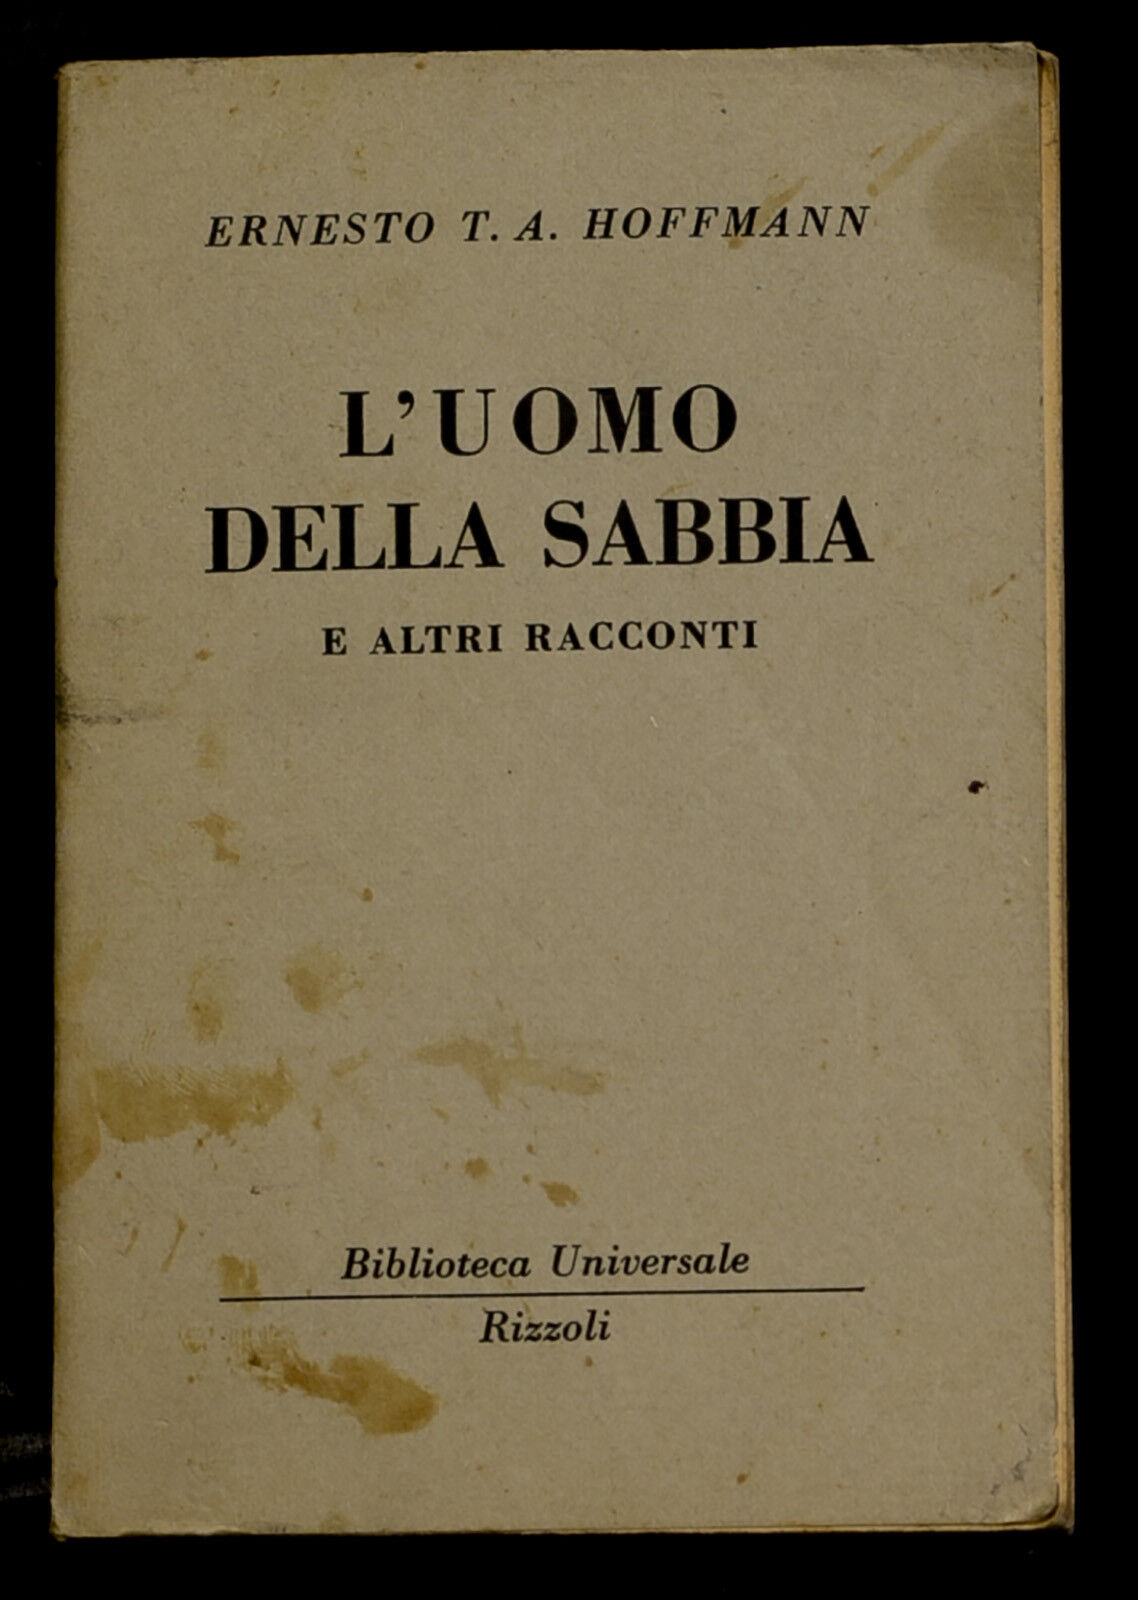 ERNESTO T. A. HOFFMANN
L'UOMO
DELLA SABBIA
E ALTRI RACCONTI
Biblioteca Universale
Rizzoli